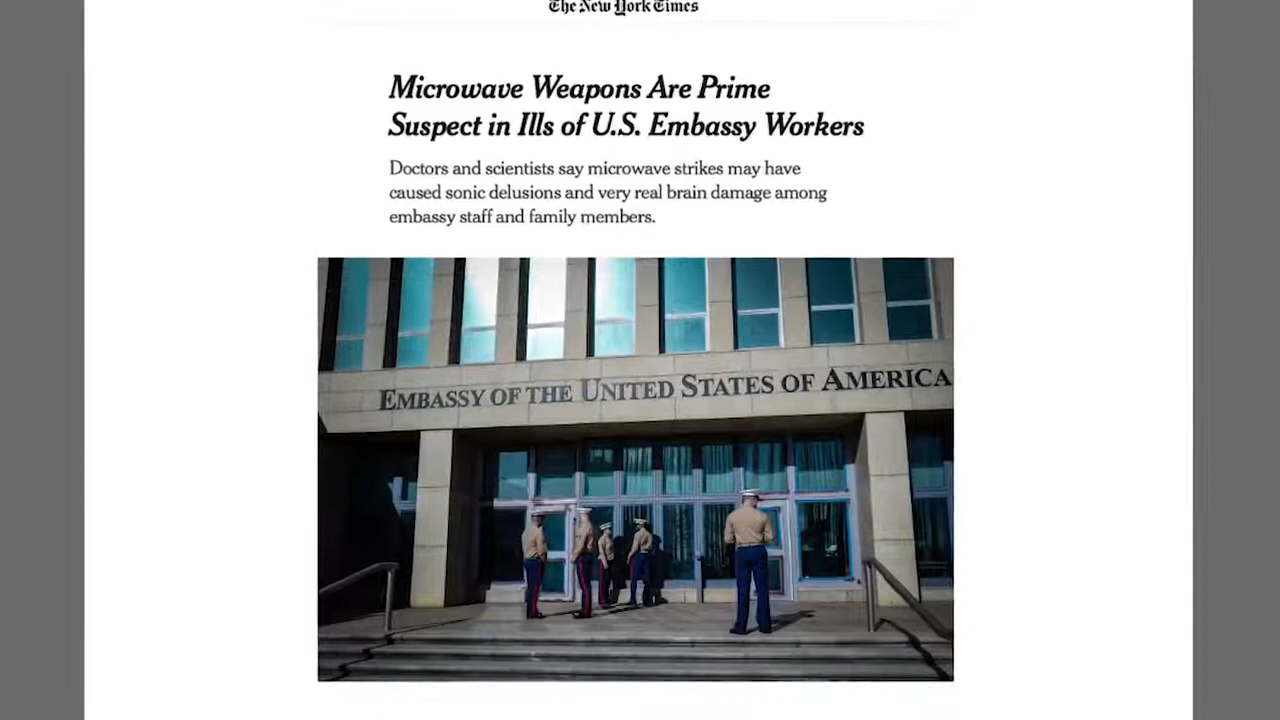 The New York Times
Microwave Weapons Are Prime
Suspect in Ills of U.S. Embassy Workers
Doctors and scientists say microwave strikes may have
caused sonic delusions and very real brain damage among
embassy staff and family members.
EMBASSY OF THE UNITED STATES OF AMERICA